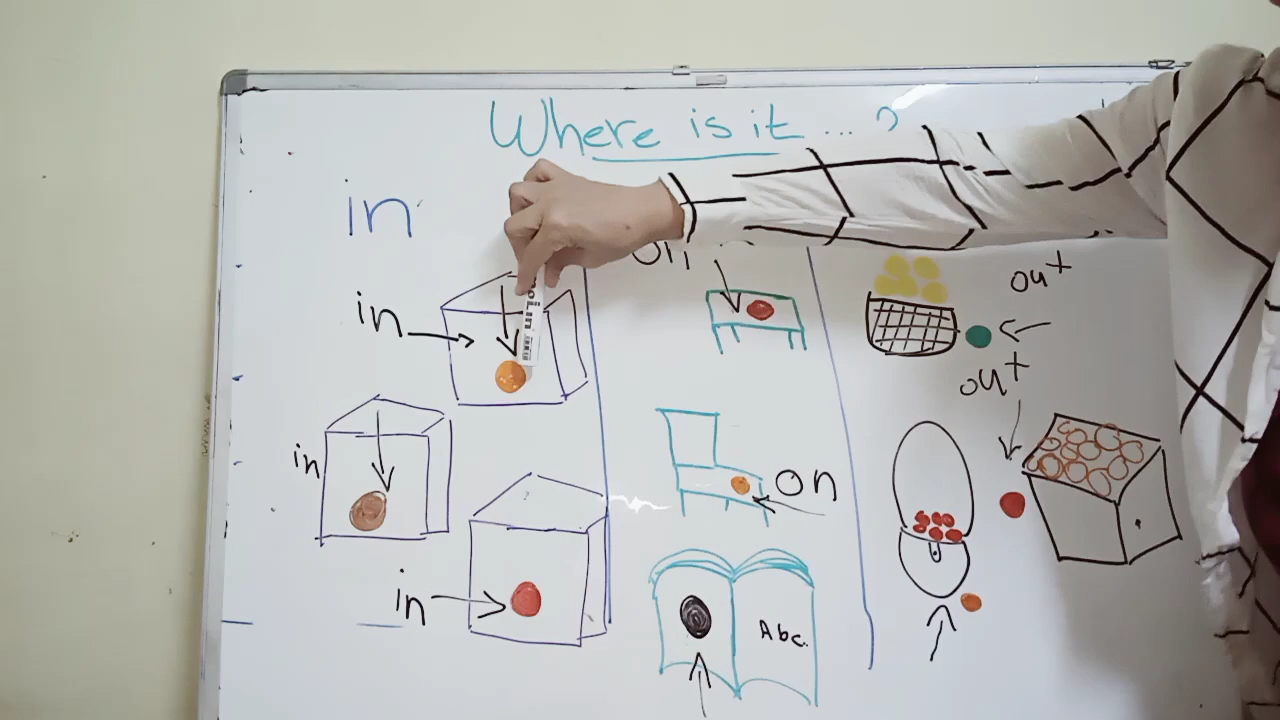 Where is it ... ?
in
on
in
out
out
in
on
in
Abc.